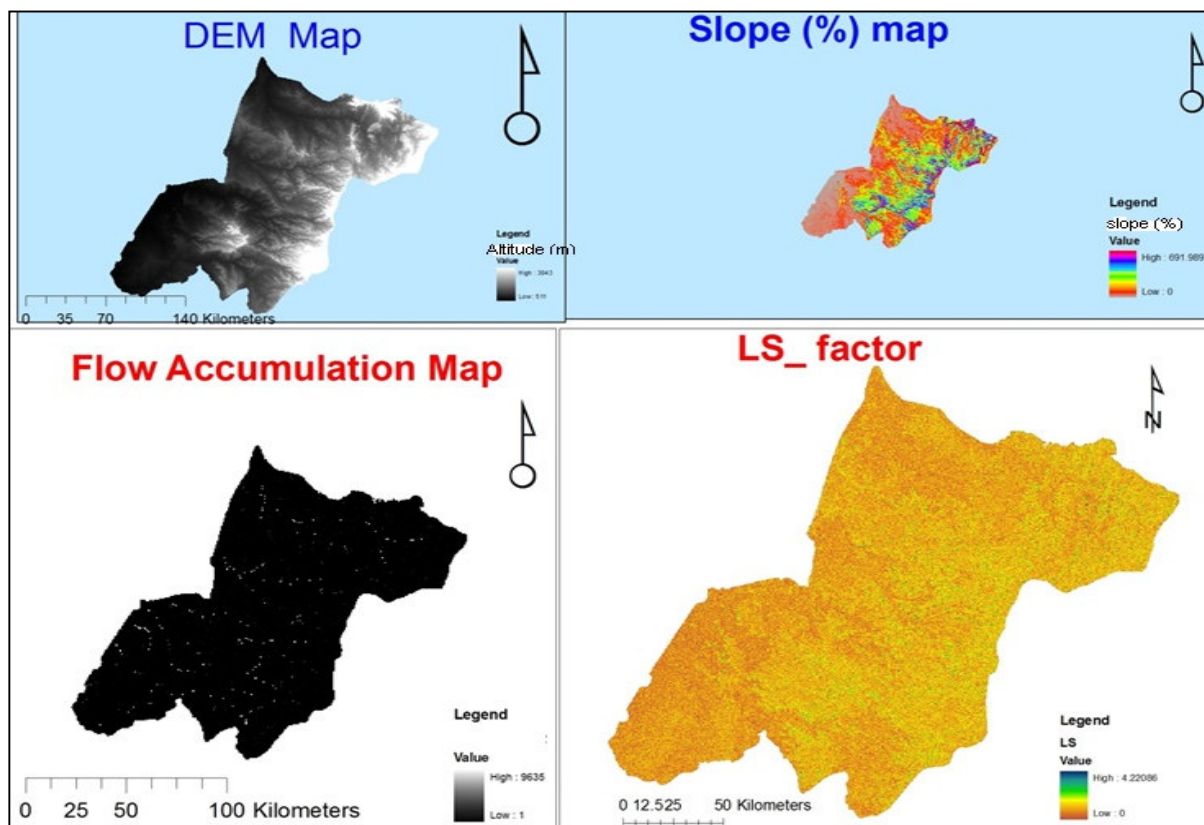 DEM Map
Legend
Altitude (m)
Value
Low : 511
0 35 70 140 Kilometers
Slope (%) map
Legend
slope (%)
Value
High : 691.989
Low : 0
Flow Accumulation Map
Legend
Value
High : 9635
Low : 1
0 25 50 100 Kilometers
LS_ factor
N
Legend
LS
Value
High : 4.22086
Low : 0
0 12.525 50 Kilometers